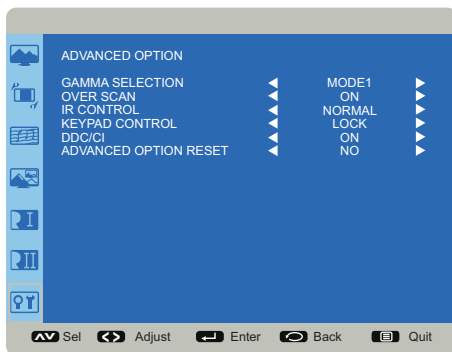 ADVANCED OPTION
GAMMA SELECTION MODE1
OVER SCAN ON
IR CONTROL NORMAL
KEYPAD CONTROL LOCK
DDC/CI ON
ADVANCED OPTION RESET NO
Sel Adjust Enter Back Quit